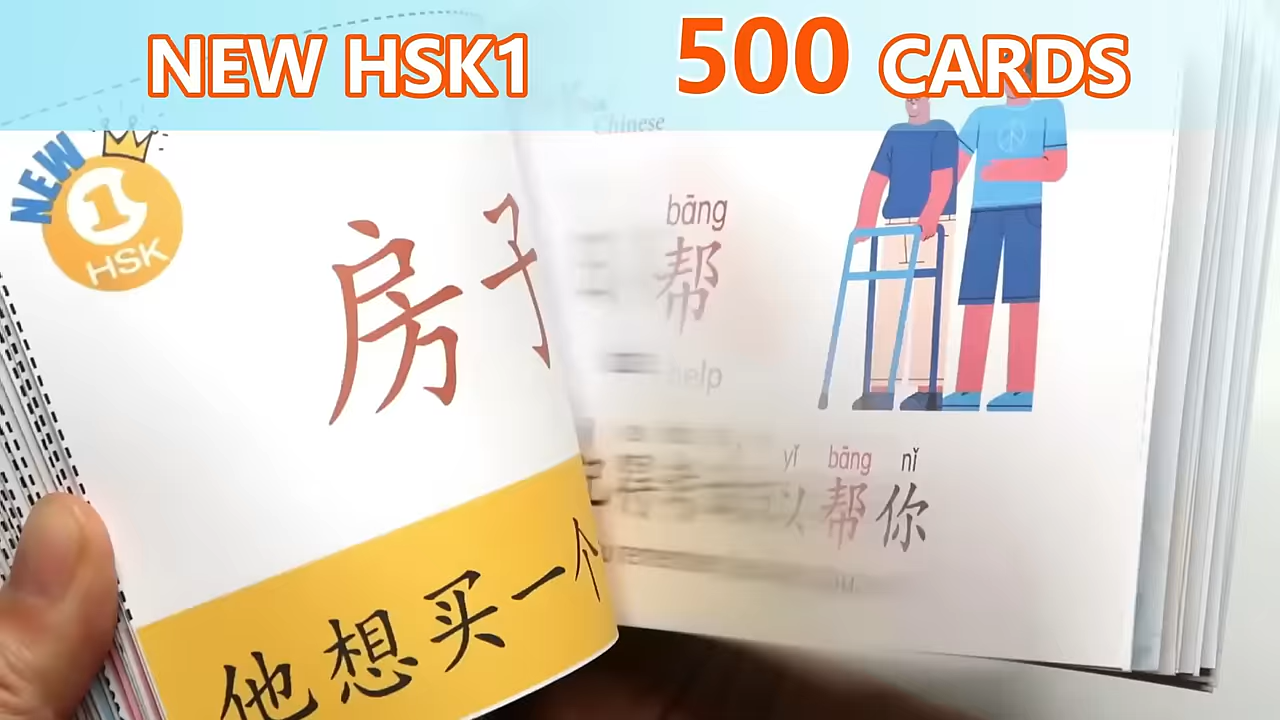 NEW HSK1 500 CARDS
NEW
1
HSK
Chinese
房子
bāng
帮
help
yǐ bāng nǐ
以帮你
他想买一个